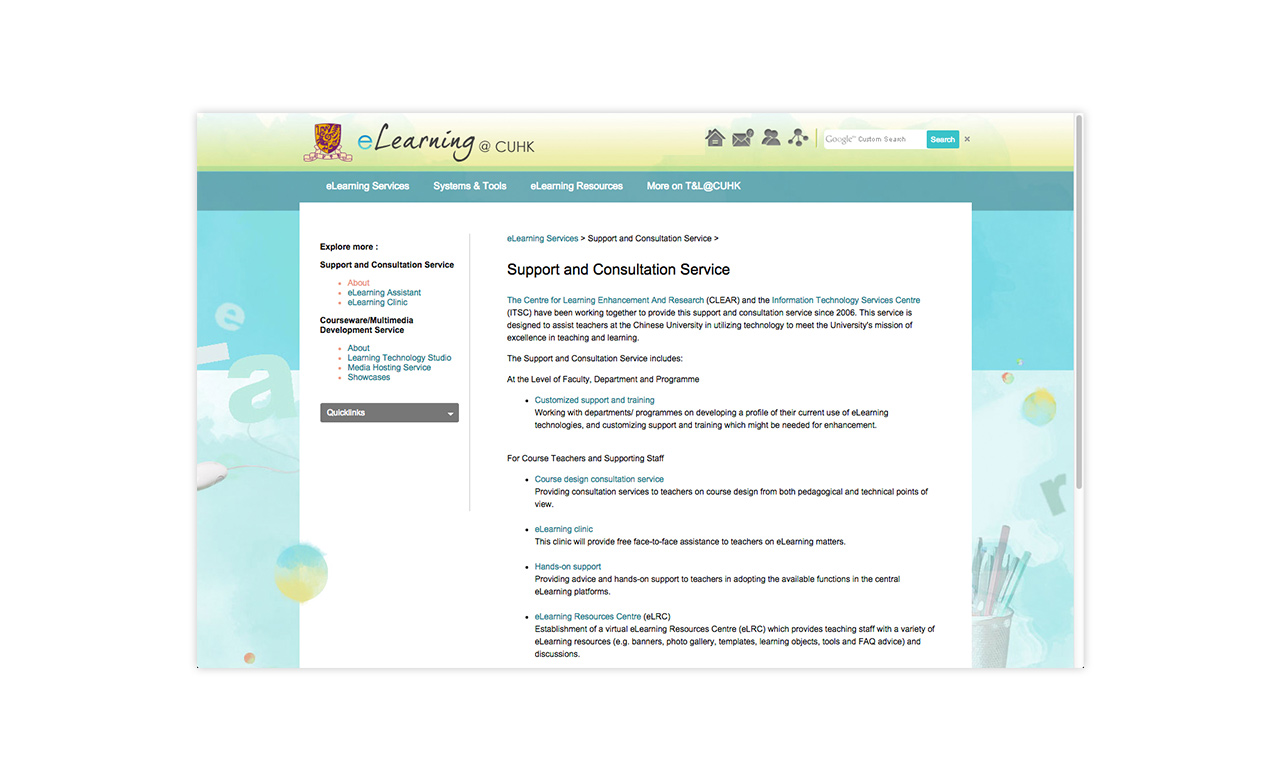 eLearning @ CUHK
Google™ Custom Search
Search
×
eLearning Services
Systems & Tools
eLearning Resources
More on T&L@CUHK
Explore more :
Support and Consultation Service
About
eLearning Assistant
eLearning Clinic
Courseware/Multimedia
Development Service
About
Learning Technology Studio
Media Hosting Service
Showcases
Quicklinks
eLearning Services > Support and Consultation Service >
Support and Consultation Service
The Centre for Learning Enhancement And Research (CLEAR) and the Information Technology Services Centre
(ITSC) have been working together to provide this support and consultation service since 2006. This service is
designed to assist teachers at the Chinese University in utilizing technology to meet the University's mission of
excellence in teaching and learning.
The Support and Consultation Service includes:
At the Level of Faculty, Department and Programme
Customized support and training
Working with departments/ programmes on developing a profile of their current use of eLearning
technologies, and customizing support and training which might be needed for enhancement.
For Course Teachers and Supporting Staff
Course design consultation service
Providing consultation services to teachers on course design from both pedagogical and technical points of
view.
eLearning clinic
This clinic will provide free face-to-face assistance to teachers on eLearning matters.
Hands-on support
Providing advice and hands-on support to teachers in adopting the available functions in the central
eLearning platforms.
eLearning Resources Centre (eLRC)
Establishment of a virtual eLearning Resources Centre (eLRC) which provides teaching staff with a variety of
eLearning resources (e.g. banners, photo gallery, templates, learning objects, tools and FAQ advice) and
discussions.
e
a
r